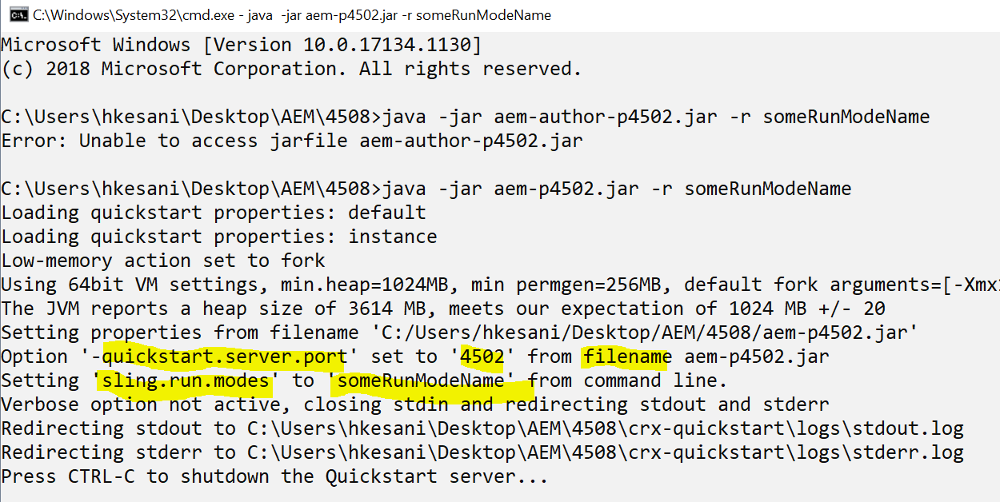 C:\Windows\System32\cmd.exe - java  -jar aem-p4502.jar -r someRunModeName
Microsoft Windows [Version 10.0.17134.1130]
(c) 2018 Microsoft Corporation. All rights reserved.
C:\Users\hkesani\Desktop\AEM\4508>java -jar aem-author-p4502.jar -r someRunModeName
Error: Unable to access jarfile aem-author-p4502.jar
C:\Users\hkesani\Desktop\AEM\4508>java -jar aem-p4502.jar -r someRunModeName
Loading quickstart properties: default
Loading quickstart properties: instance
Low-memory action set to fork
Using 64bit VM settings, min.heap=1024MB, min permgen=256MB, default fork arguments=[-Xmx
The JVM reports a heap size of 3614 MB, meets our expectation of 1024 MB +/- 20
Setting properties from filename 'C:/Users/hkesani/Desktop/AEM/4508/aem-p4502.jar'
Option '-quickstart.server.port' set to '4502' from filename aem-p4502.jar
Setting 'sling.run.modes' to 'someRunModeName' from command line.
Verbose option not active, closing stdin and redirecting stdout and stderr
Redirecting stdout to C:\Users\hkesani\Desktop\AEM\4508\crx-quickstart\logs\stdout.log
Redirecting stderr to C:\Users\hkesani\Desktop\AEM\4508\crx-quickstart\logs\stderr.log
Press CTRL-C to shutdown the Quickstart server...